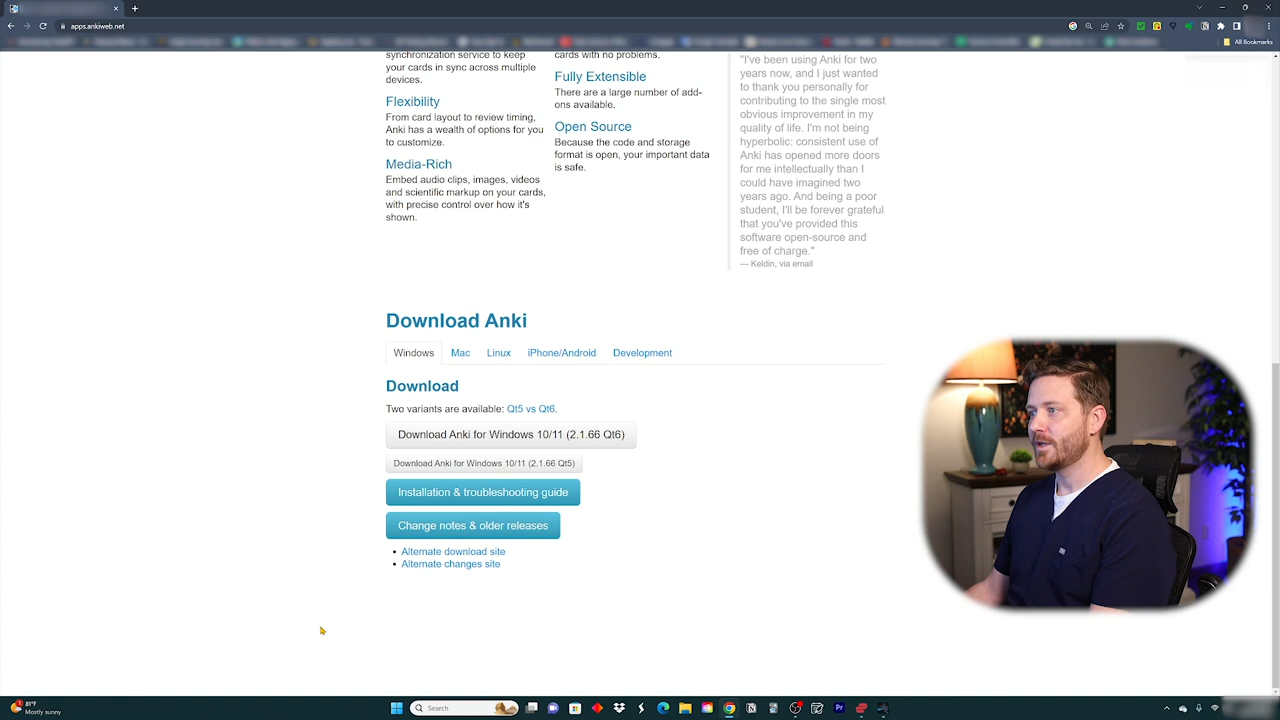 apps.ankiweb.net
All Bookmarks
synchronization service to keep
your cards in sync across multiple
devices.
Flexibility
From card layout to review timing,
Anki has a wealth of options for you
to customize.
Media-Rich
Embed audio clips, images, videos
and scientific markup on your cards,
with precise control over how it's
shown.
cards with no problems.
Fully Extensible
There are a large number of add-
ons available.
Open Source
Because the code and storage
format is open, your important data
is safe.
"I've been using Anki for two
years now, and I just wanted
to thank you personally for
contributing to the single most
obvious improvement in my
quality of life. I'm not being
hyperbolic: consistent use of
Anki has opened more doors
for me intellectually than I
could have imagined two
years ago. And being a poor
student, I'll be forever grateful
that you've provided this
software open-source and
free of charge."
— Keldin, via email
Download Anki
Windows Mac Linux iPhone/Android Development
Download
Two variants are available: Qt5 vs Qt6.
Download Anki for Windows 10/11 (2.1.66 Qt6)
Download Anki for Windows 10/11 (2.1.66 Qt5)
Installation & troubleshooting guide
Change notes & older releases
• Alternate download site
• Alternate changes site
81°F
Mostly sunny
Search